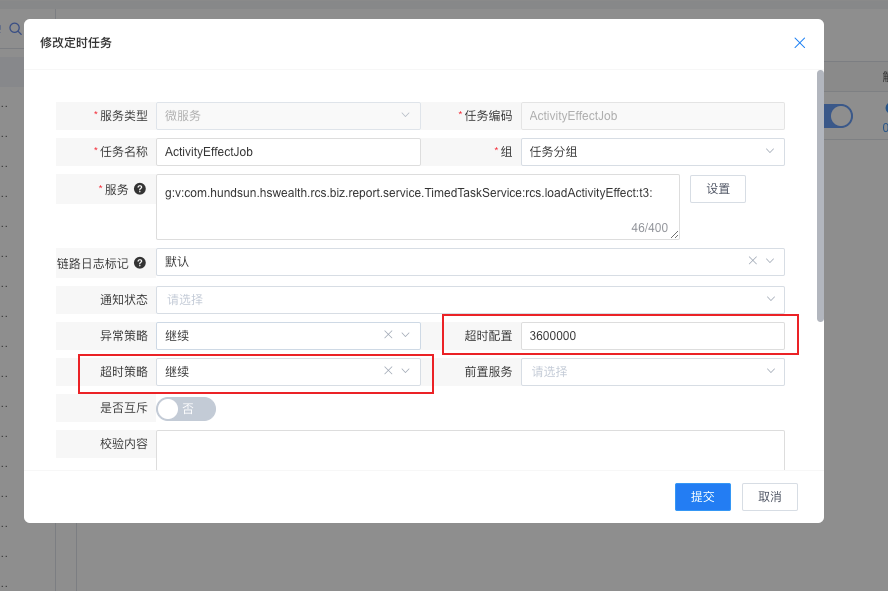 修改定时任务
*服务类型 微服务 *任务编码 ActivityEffectJob
*任务名称 ActivityEffectJob *组 任务分组
*服务 ? g:v:com.hundsun.hswealth.rcs.biz.report.service.TimedTaskService:rcs.loadActivityEffect:t3: 设置
46/400
链路日志标记 ? 默认
通知状态 请选择
异常策略 继续 超时配置 3600000
超时策略 继续 前置服务 请选择
是否互斥 否
校验内容
提交 取消